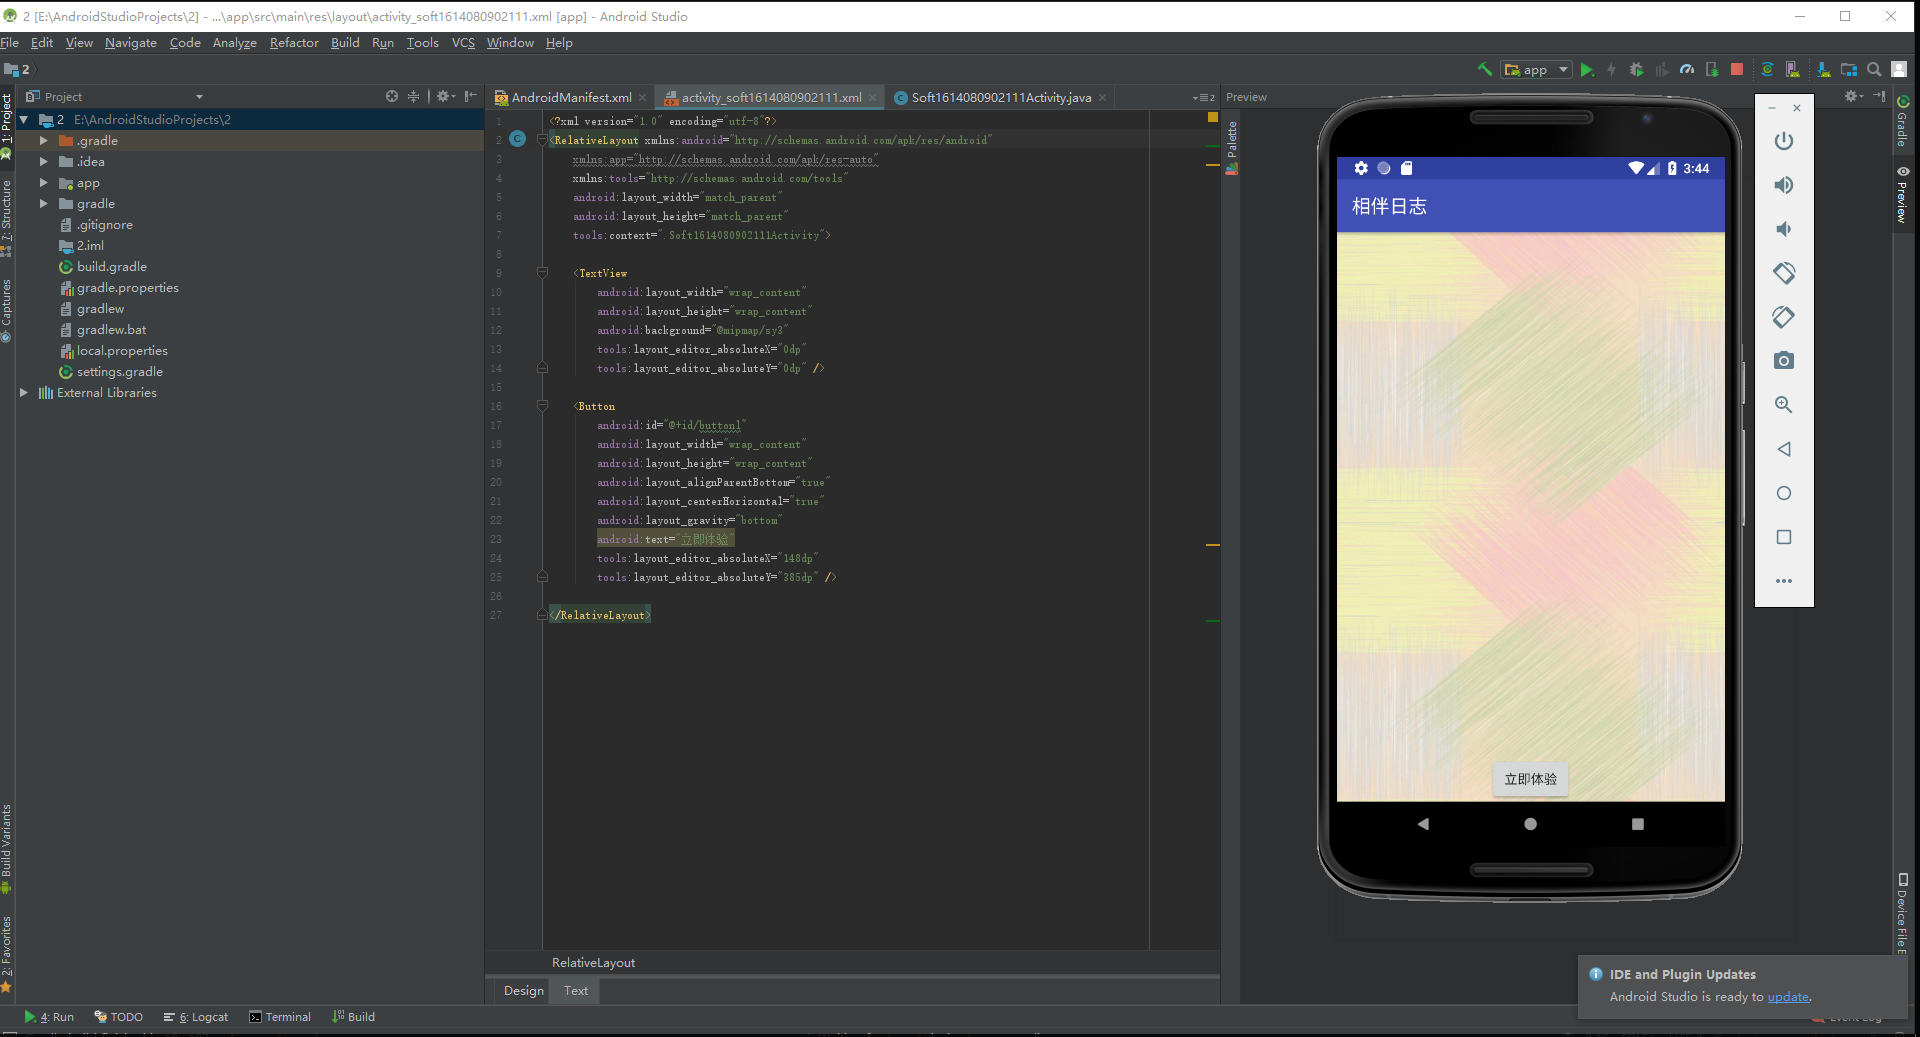 2 [E:\AndroidStudioProjects\2] - ...\app\src\main\res\layout\activity_soft1614080902111.xml [app] - Android Studio
File Edit View Navigate Code Analyze Refactor Build Run Tools VCS Window Help
2
app
Project
AndroidManifest.xml
activity_soft1614080902111.xml
Soft1614080902111Activity.java
2
Preview
1: Project
7: Structure
Captures
Build Variants
2: Favorites
2 E:\AndroidStudioProjects\2
.gradle
.idea
app
gradle
.gitignore
2.iml
build.gradle
gradle.properties
gradlew
gradlew.bat
local.properties
settings.gradle
External Libraries
1 <?xml version="1.0" encoding="utf-8"?>
2 <RelativeLayout xmlns:android="http://schemas.android.com/apk/res/android"
3 xmlns:app="http://schemas.android.com/apk/res-auto"
4 xmlns:tools="http://schemas.android.com/tools"
5 android:layout_width="match_parent"
6 android:layout_height="match_parent"
7 tools:context=".Soft1614080902111Activity">
8
9 <TextView
10 android:layout_width="wrap_content"
11 android:layout_height="wrap_content"
12 android:background="@mipmap/sy3"
13 tools:layout_editor_absoluteX="0dp"
14 tools:layout_editor_absoluteY="0dp" />
15
16 <Button
17 android:id="@+id/button1"
18 android:layout_width="wrap_content"
19 android:layout_height="wrap_content"
20 android:layout_alignParentBottom="true"
21 android:layout_centerHorizontal="true"
22 android:layout_gravity="bottom"
23 android:text="立即体验"
24 tools:layout_editor_absoluteX="148dp"
25 tools:layout_editor_absoluteY="385dp" />
26
27 </RelativeLayout>
RelativeLayout
Design Text
Palette
3:44
相伴日志
立即体验
Gradle
Preview
Device File E
IDE and Plugin Updates
Android Studio is ready to update.
4: Run TODO 6: Logcat Terminal Build
Event Log